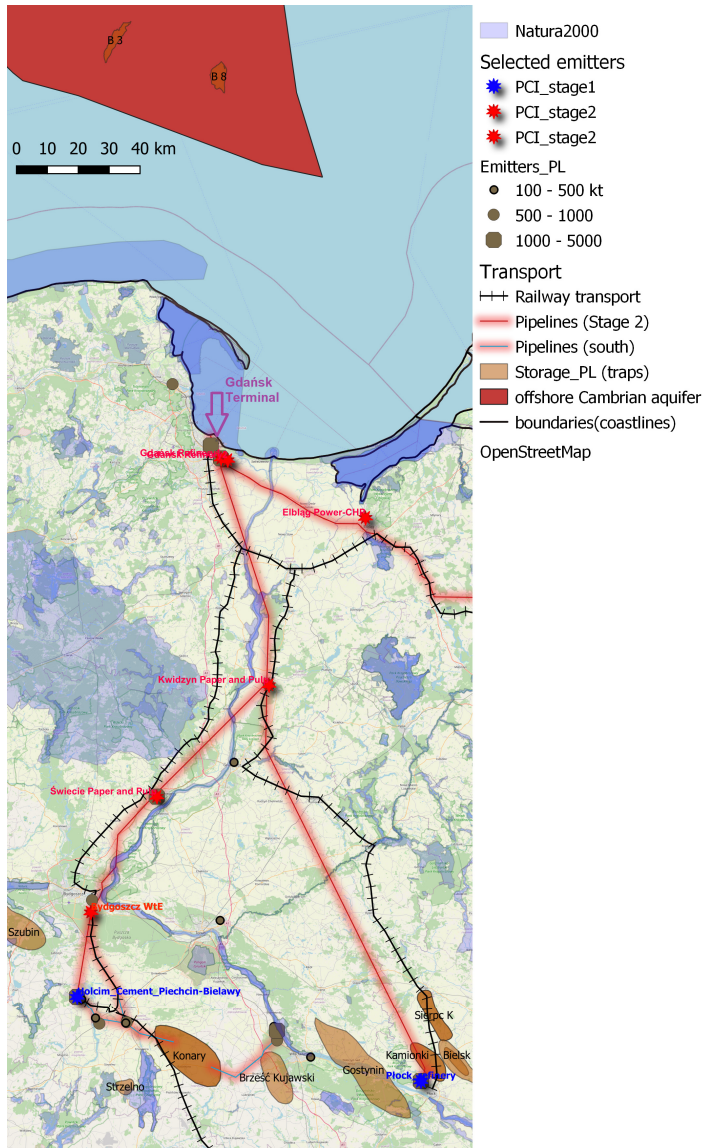 B 3
B 8
0 10 20 30 40 km
Gdańsk
Terminal
Elbląg Power-CHP
Kwidzyn Paper and Pulp
Świecie Paper and Pu
Bydgoszcz WtE
Szubin
Holcim_Cement_Piechcin-Bielawy
Konary
Strzelno
Brześć Kujawski
Gostynin
Sierpc K
Kamionki
Bielsk
Płock refinery
Natura2000
Selected emitters
PCI_stage1
PCI_stage2
PCI_stage2
Emitters_PL
100 - 500 kt
500 - 1000
1000 - 5000
Transport
Railway transport
Pipelines (Stage 2)
Pipelines (south)
Storage_PL (traps)
offshore Cambrian aquifer
boundaries(coastlines)
OpenStreetMap